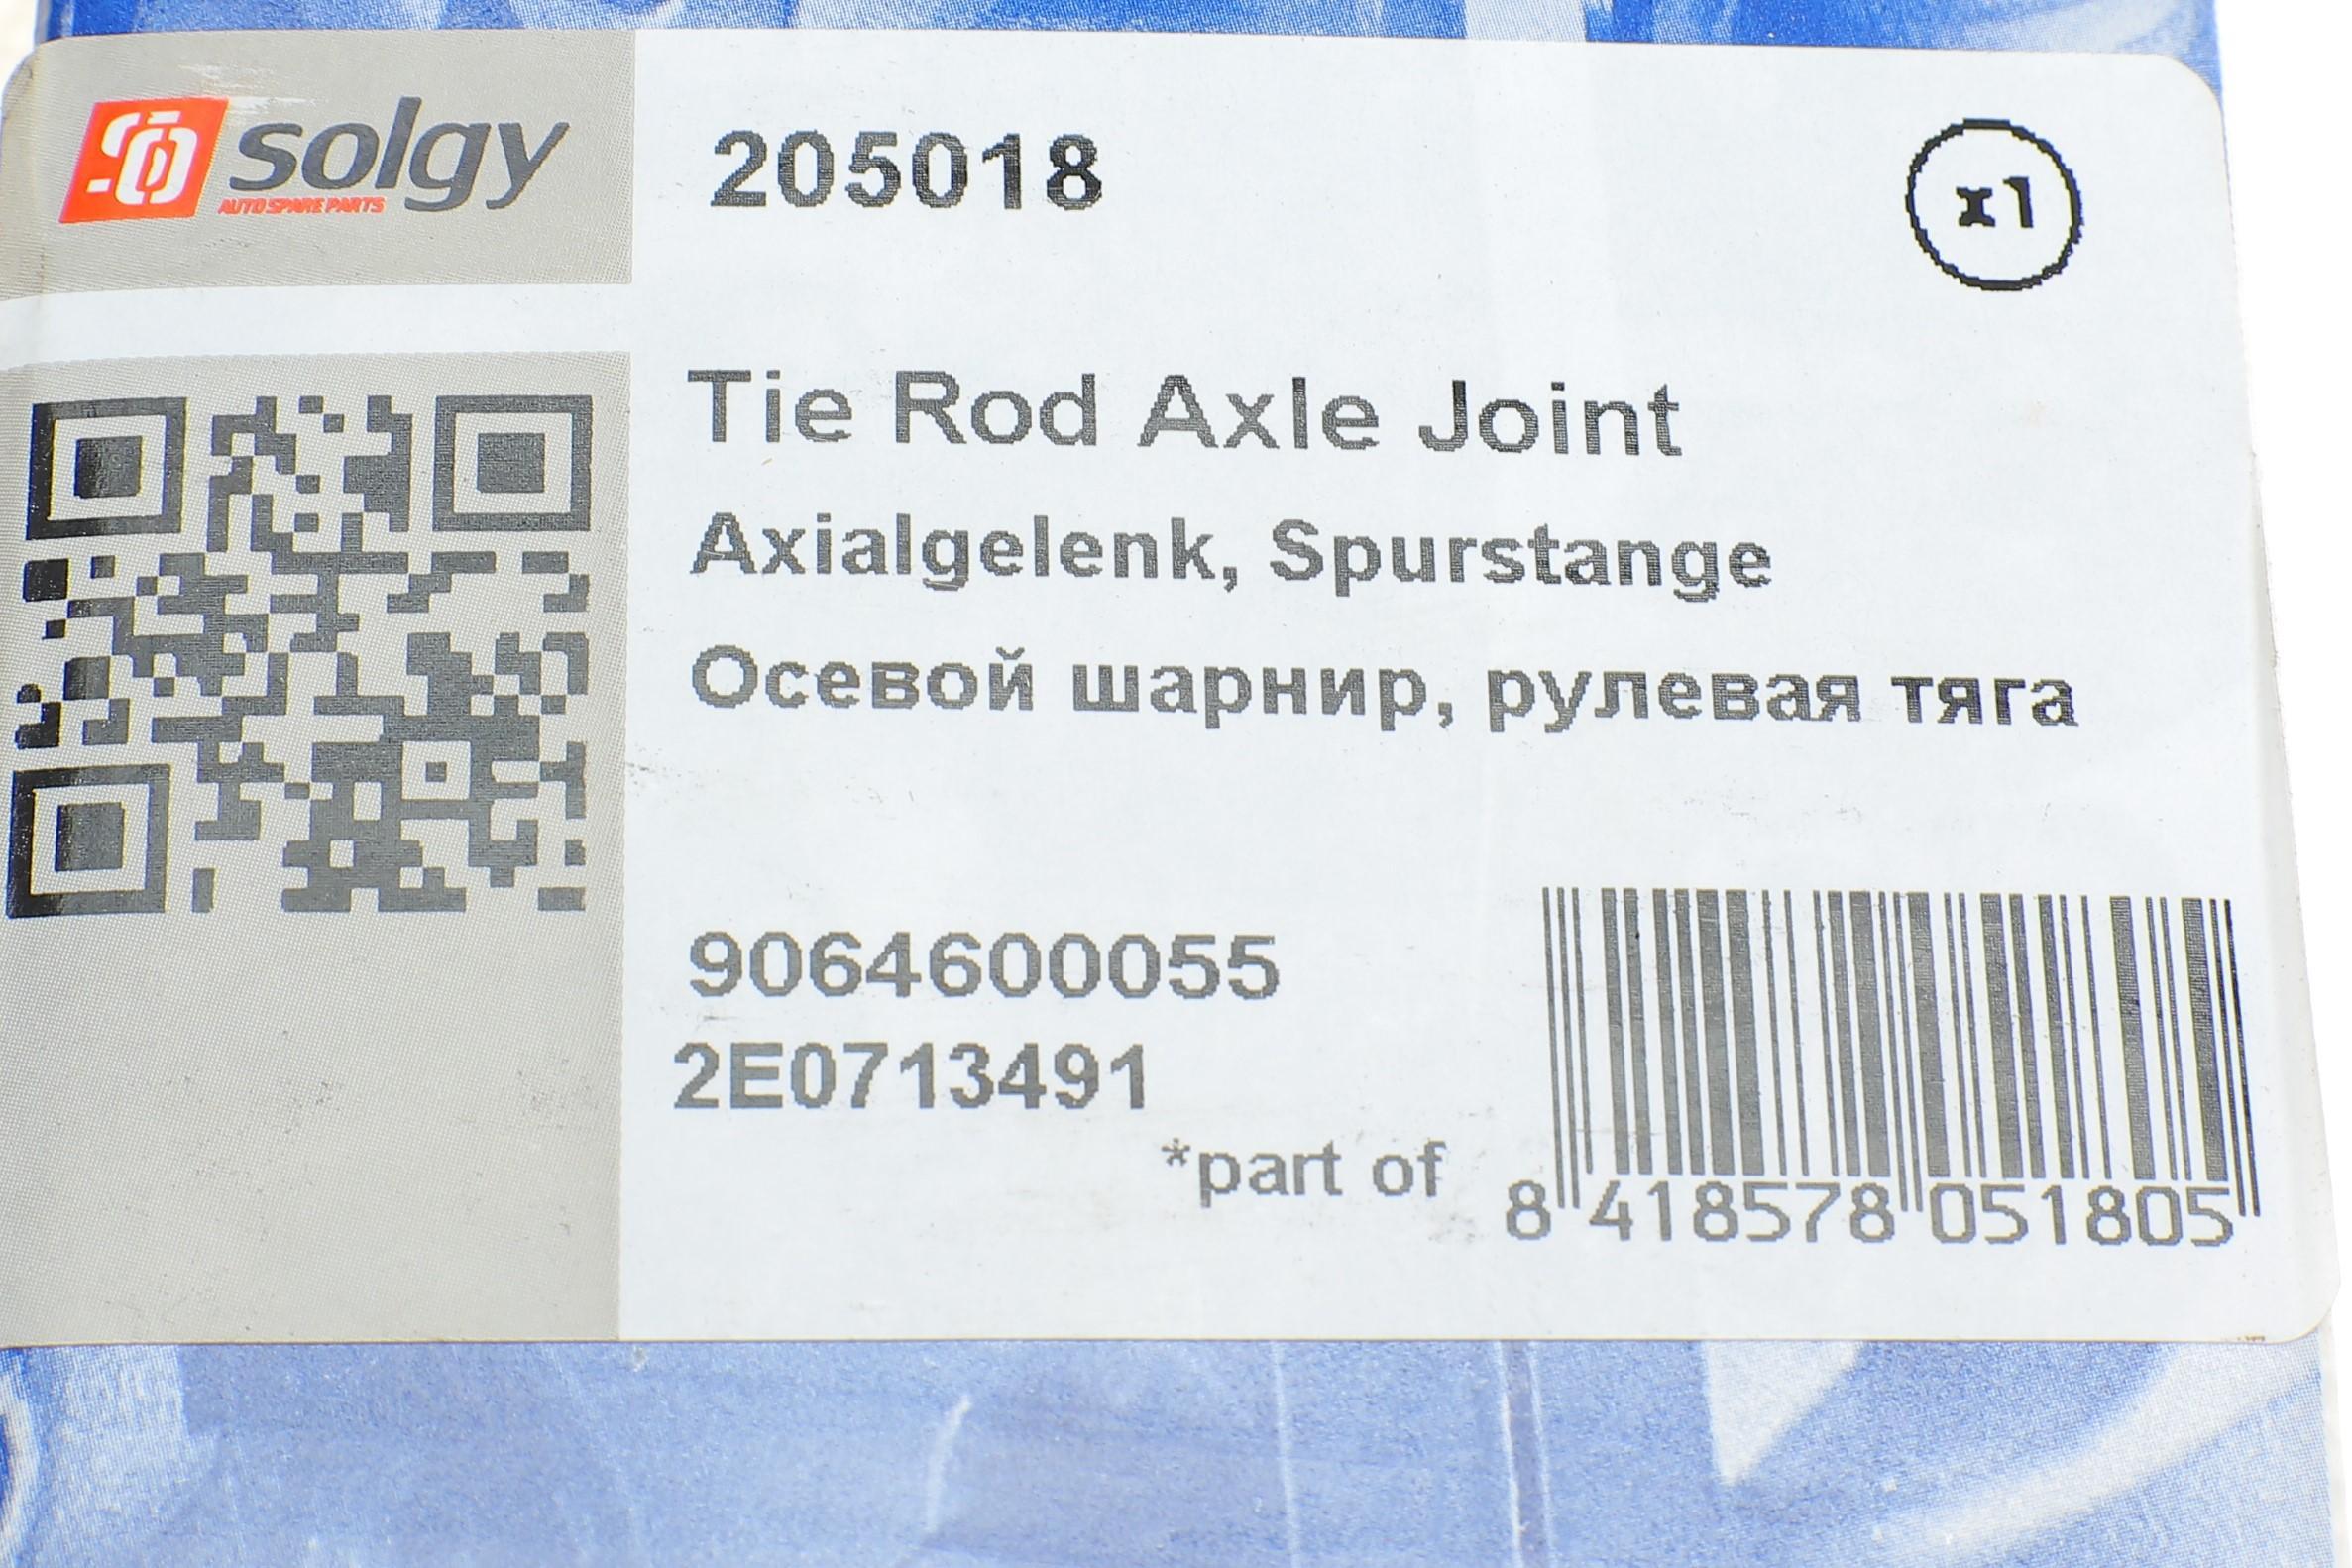 solgy
AUTO SPARE PARTS
205018
x1
Tie Rod Axle Joint
Axialgelenk, Spurstange
Осевой шарнир, рулевая тяга
9064600055
2E0713491
*part of
8 418578 051805